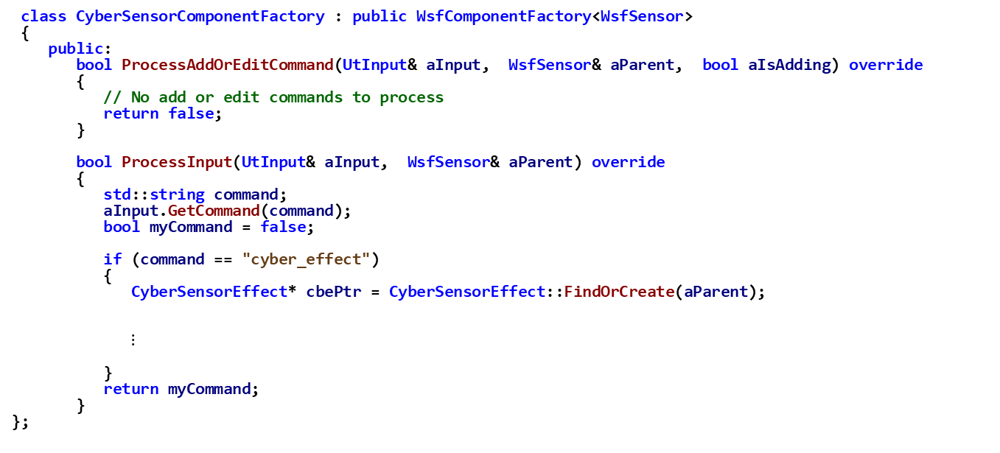 class CyberSensorComponentFactory : public WsfComponentFactory<WsfSensor>
{
public:
bool ProcessAddOrEditCommand(UtInput& aInput,  WsfSensor& aParent,  bool aIsAdding) override
{
// No add or edit commands to process
return false;
}
bool ProcessInput(UtInput& aInput,  WsfSensor& aParent) override
{
std::string command;
aInput.GetCommand(command);
bool myCommand = false;
if (command == "cyber_effect")
{
CyberSensorEffect* cbePtr = CyberSensorEffect::FindOrCreate(aParent);
⋮
}
return myCommand;
}
};